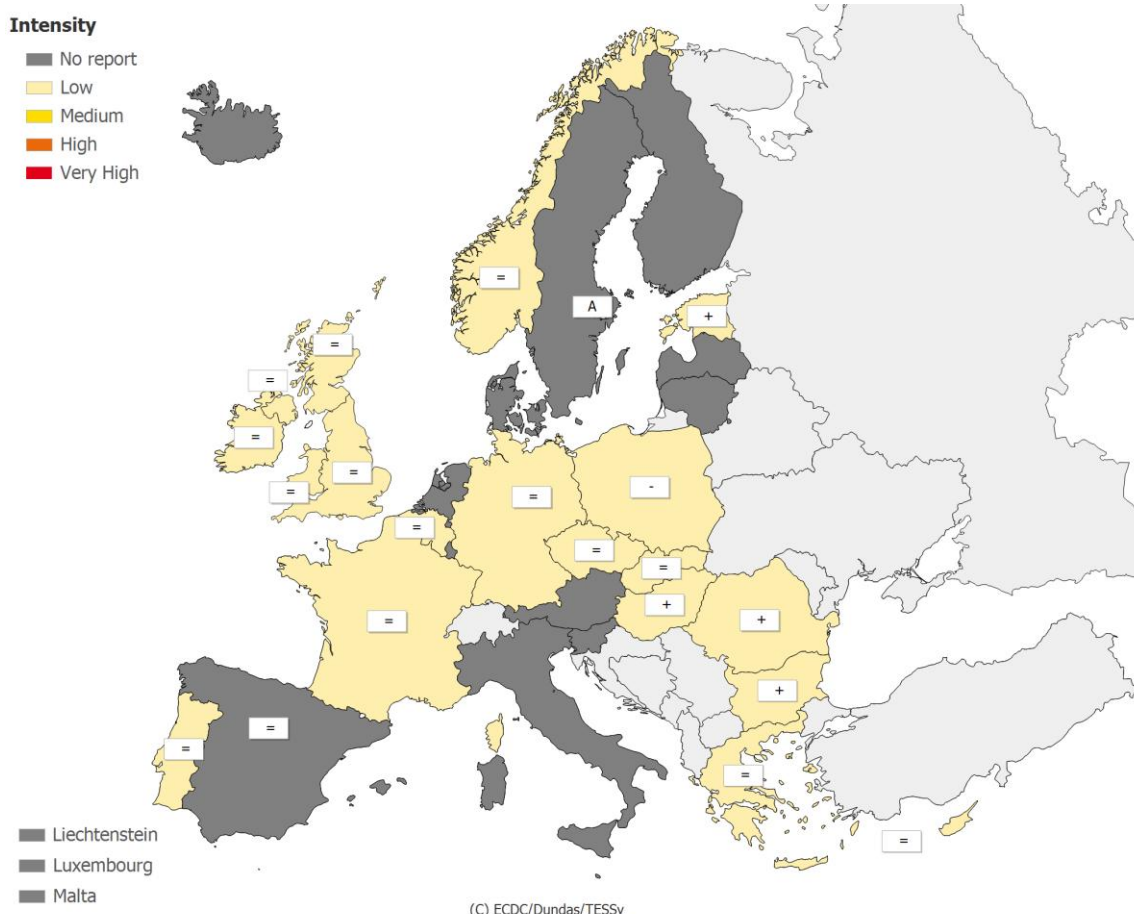 Intensity
No report
Low
Medium
High
Very High
=
A
+
=
=
=
=
=
=
=
-
=
=
+
=
+
+
=
=
=
=
Liechtenstein
Luxembourg
Malta
(C) ECDC/Dundas/TESSy